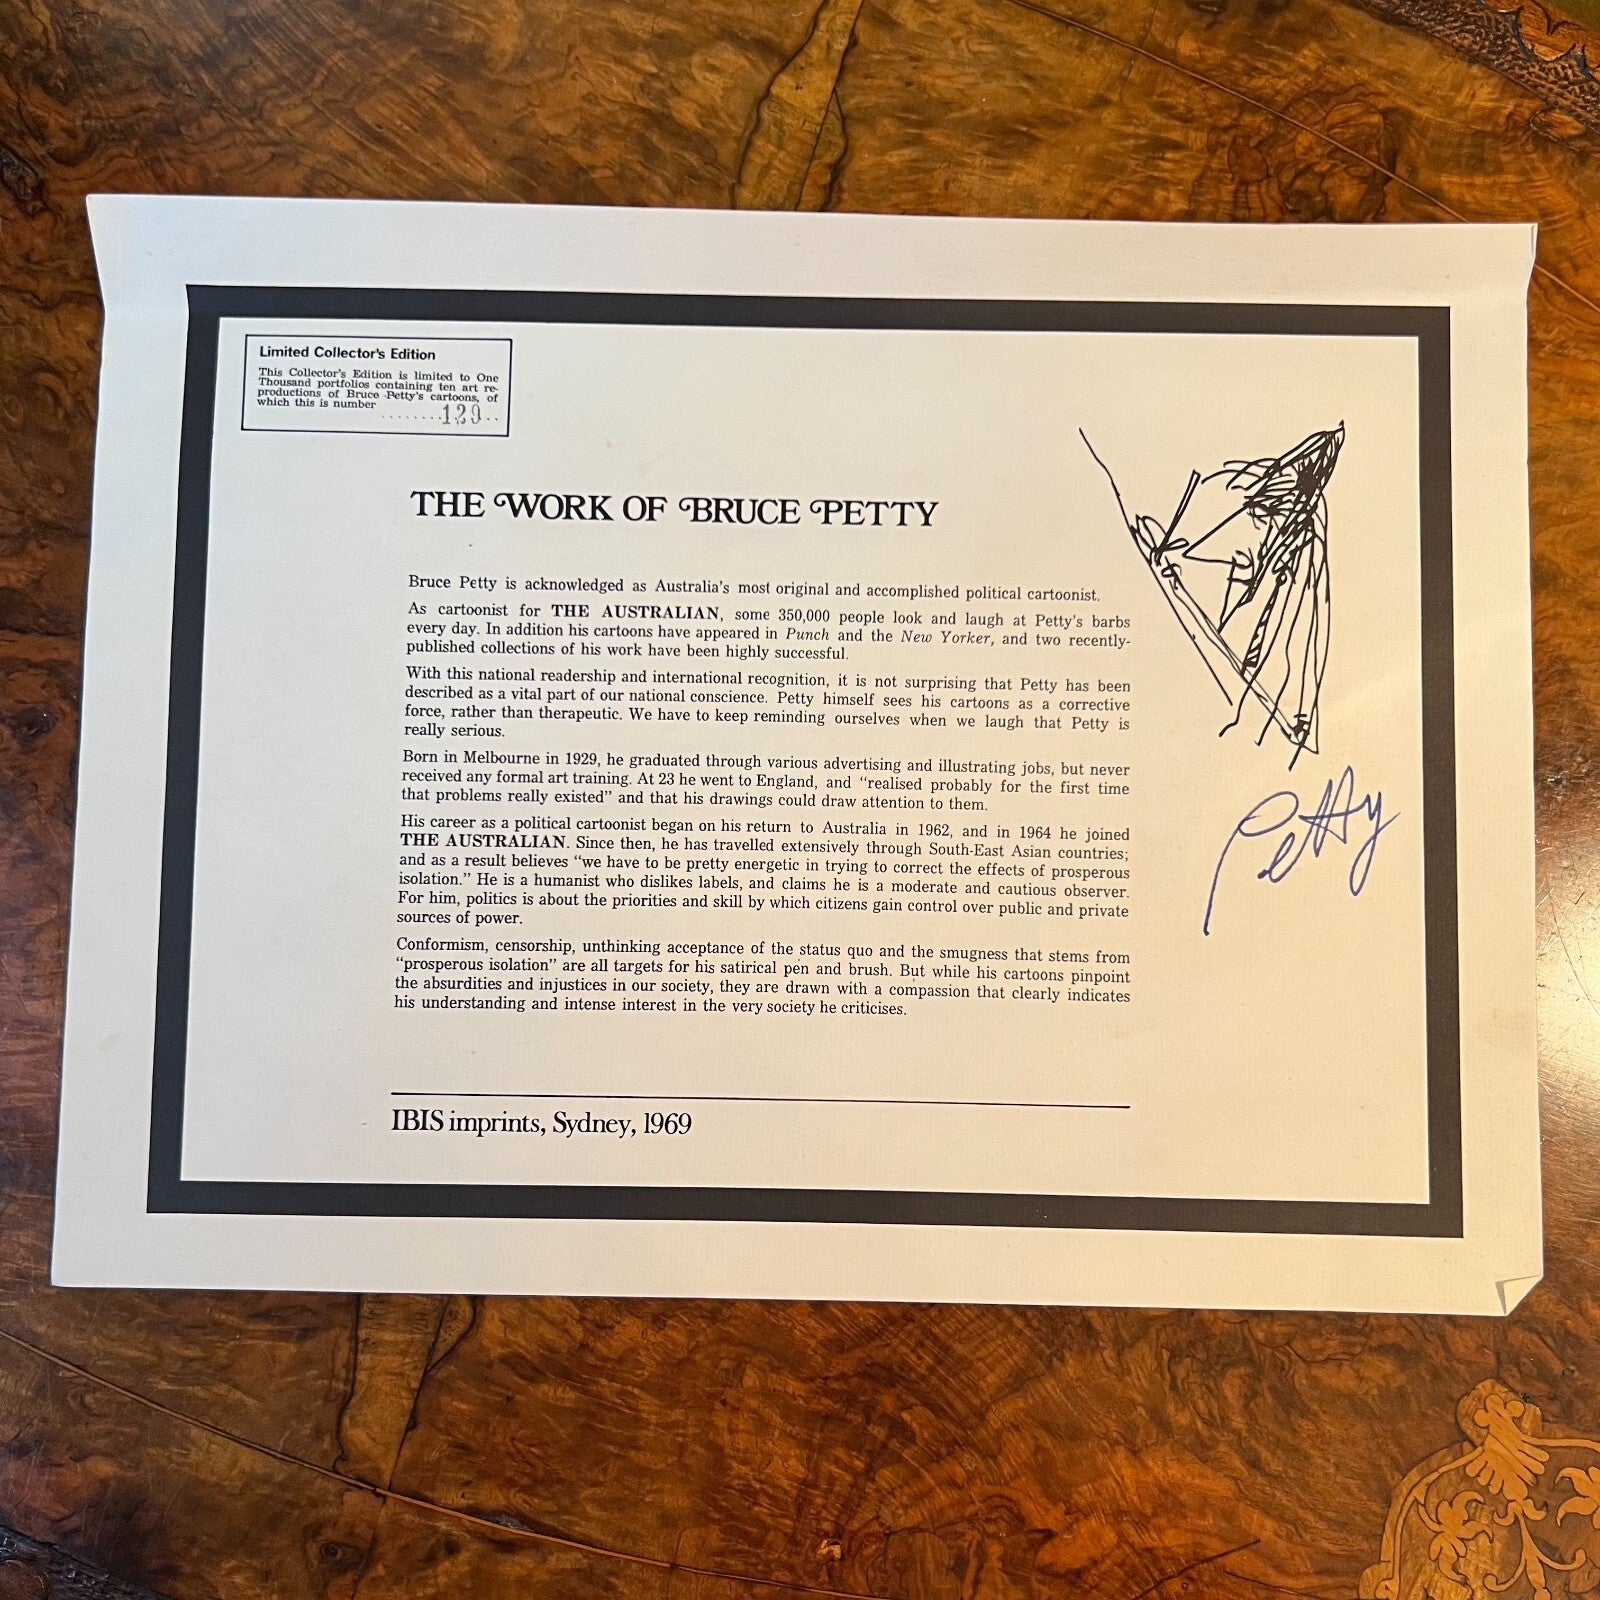 Limited Collector's Edition
This Collector's Edition is limited to One
Thousand portfolios containing ten art re-
productions of Bruce Petty's cartoons, of
which this is number ........129..
THE WORK OF BRUCE PETTY
Bruce Petty is acknowledged as Australia's most original and accomplished political cartoonist.
As cartoonist for THE AUSTRALIAN, some 350,000 people look and laugh at Petty's barbs
every day. In addition his cartoons have appeared in Punch and the New Yorker, and two recently-
published collections of his work have been highly successful.
With this national readership and international recognition, it is not surprising that Petty has been
described as a vital part of our national conscience. Petty himself sees his cartoons as a corrective
force, rather than therapeutic. We have to keep reminding ourselves when we laugh that Petty is
really serious.
Born in Melbourne in 1929, he graduated through various advertising and illustrating jobs, but never
received any formal art training. At 23 he went to England, and “realised probably for the first time
that problems really existed” and that his drawings could draw attention to them.
His career as a political cartoonist began on his return to Australia in 1962, and in 1964 he joined
THE AUSTRALIAN. Since then, he has travelled extensively through South-East Asian countries;
and as a result believes “we have to be pretty energetic in trying to correct the effects of prosperous
isolation.” He is a humanist who dislikes labels, and claims he is a moderate and cautious observer.
For him, politics is about the priorities and skill by which citizens gain control over public and private
sources of power.
Conformism, censorship, unthinking acceptance of the status quo and the smugness that stems from
“prosperous isolation” are all targets for his satirical pen and brush. But while his cartoons pinpoint
the absurdities and injustices in our society, they are drawn with a compassion that clearly indicates
his understanding and intense interest in the very society he criticises.
Petty
IBIS imprints, Sydney, 1969